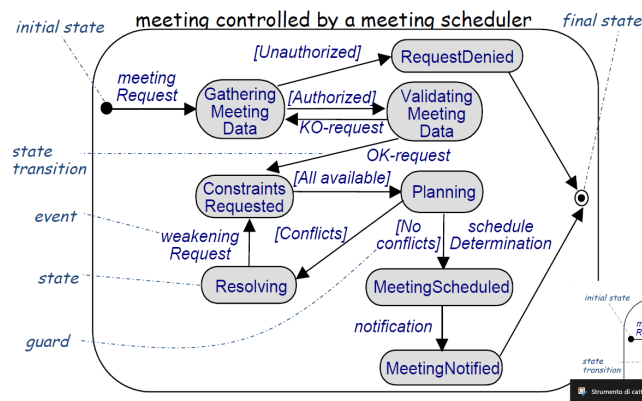 meeting controlled by a meeting scheduler
final state
initial state
[Unauthorized]
RequestDenied
meeting
Request
Gathering
Meeting
Data
[Authorized]
KO-request
Validating
Meeting
Data
state
transition
OK-request
Constraints
Requested
[All available]
Planning
event
weakening
Request
[Conflicts]
[No
conflicts]
schedule
Determination
state
Resolving
MeetingScheduled
guard
notification
MeetingNotified
initial state
state
transition
Strumento di